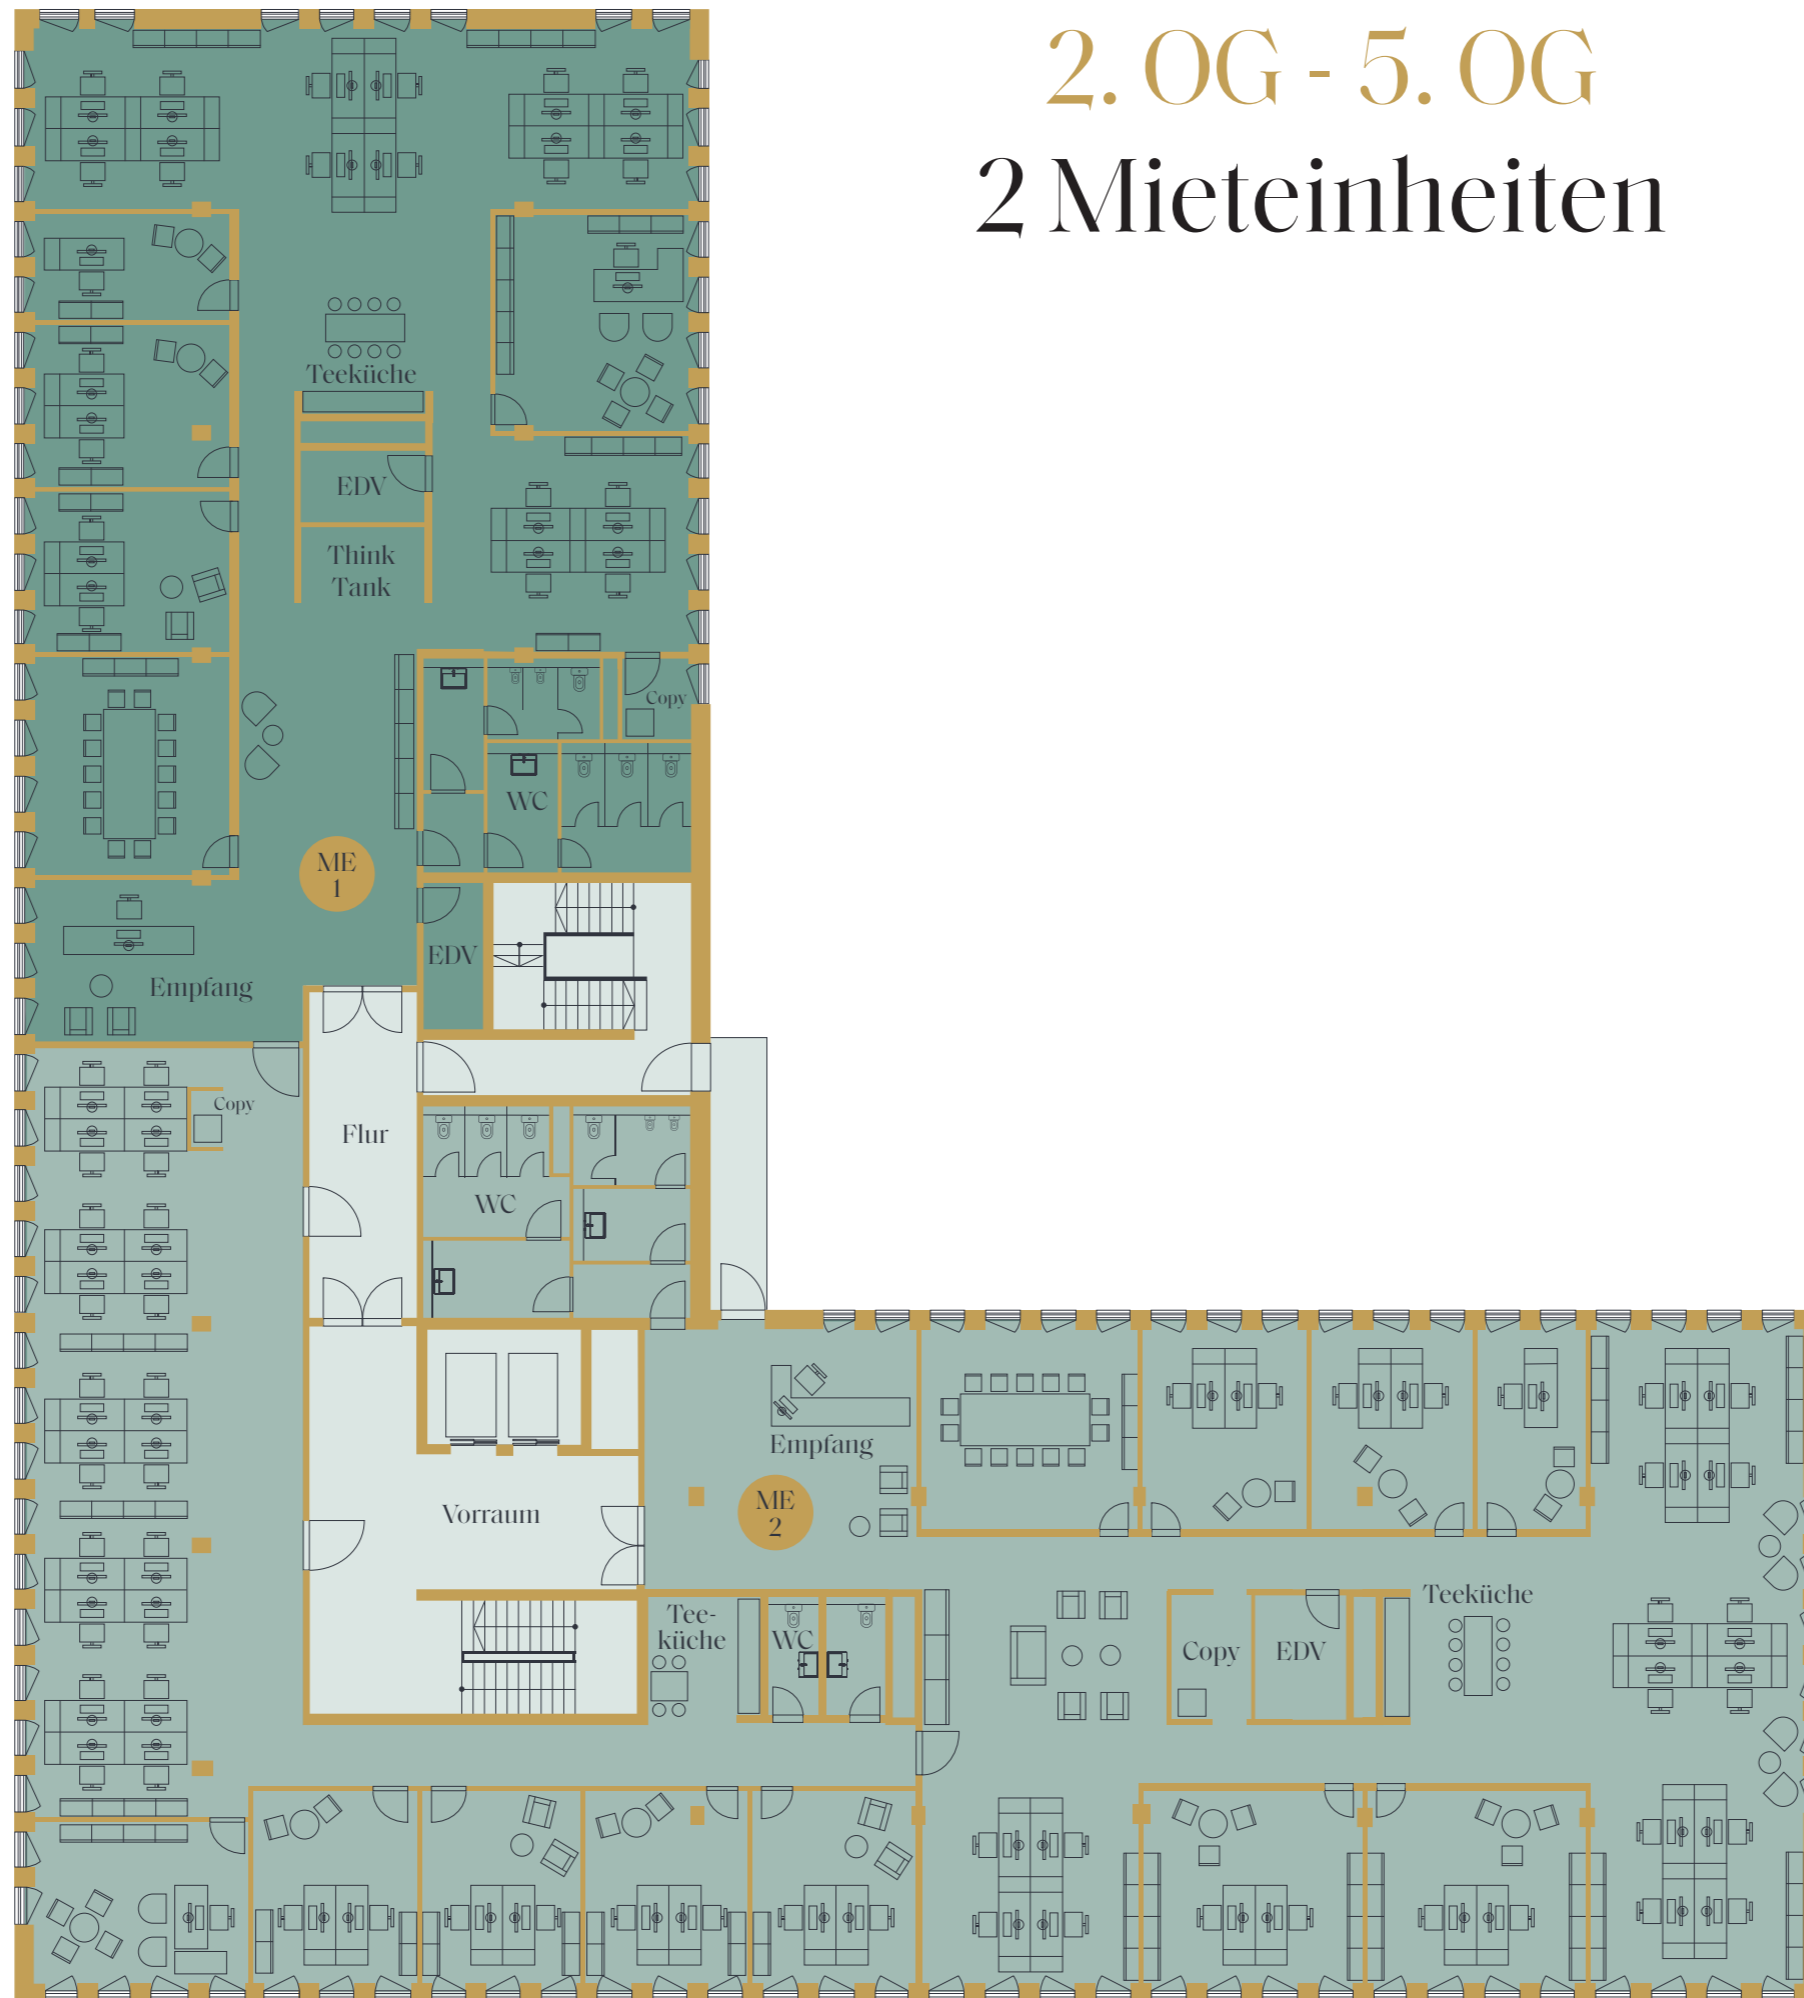 2. OG - 5. OG
2 Mieteinheiten
Teeküche
EDV
Think
Tank
Copy
WC
ME
1
EDV
Empfang
Copy
Flur
WC
Empfang
ME
2
Vorraum
Tee-
küche
WC
Copy
EDV
Teeküche